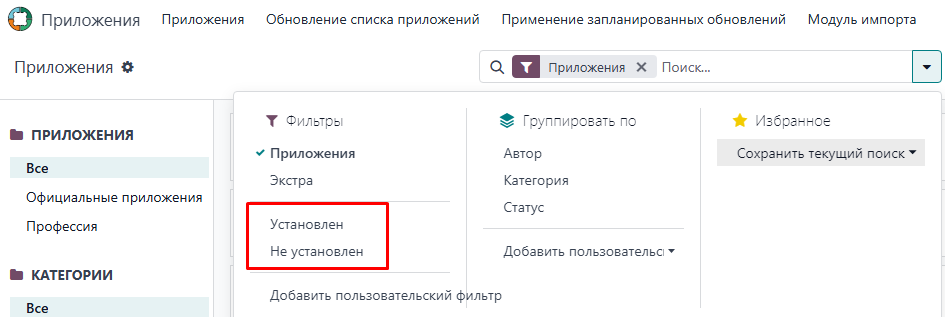 Приложения Приложения Обновление списка приложений Применение запланированных обновлений Модуль импорта
Приложения Приложения Поиск...
ПРИЛОЖЕНИЯ
Все
Официальные приложения
Профессия
КАТЕГОРИИ
Все
Фильтры
Приложения
Экстра
Установлен
Не установлен
Добавить пользовательский фильтр
Группировать по
Автор
Категория
Статус
Добавить пользовательс
Избранное
Сохранить текущий поиск